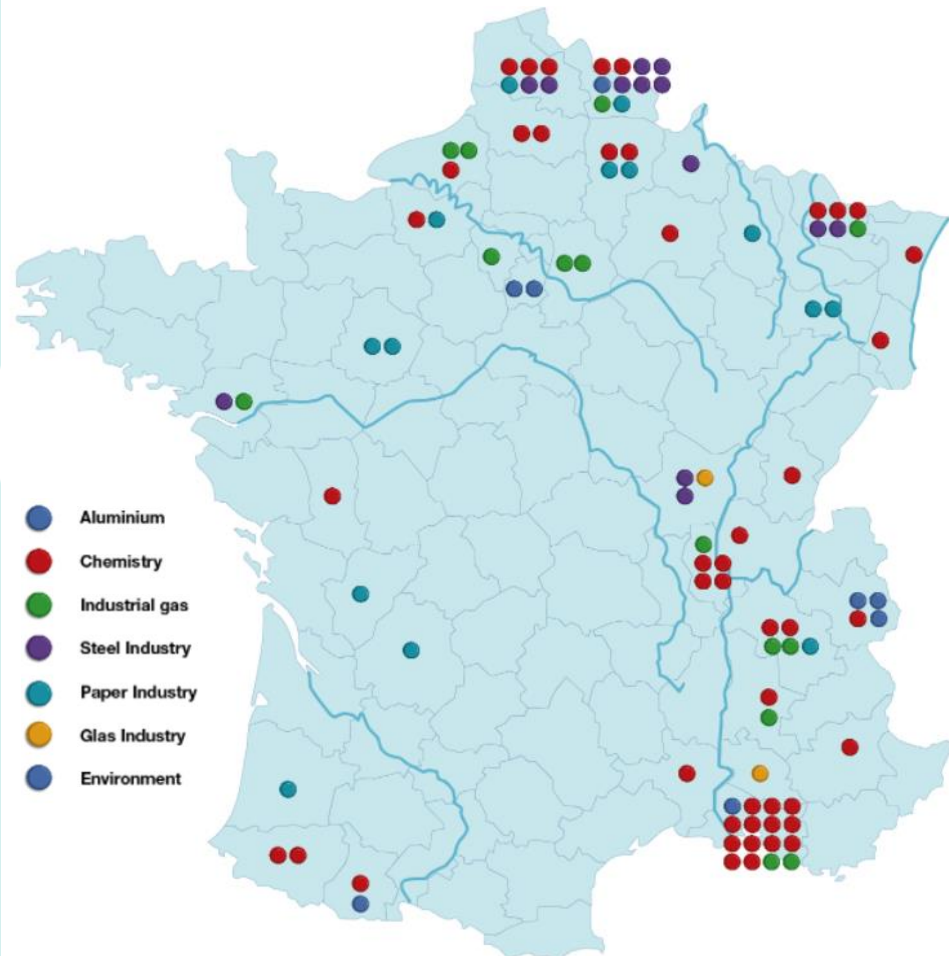 Aluminium
Chemistry
Industrial gas
Steel Industry
Paper Industry
Glas Industry
Environment